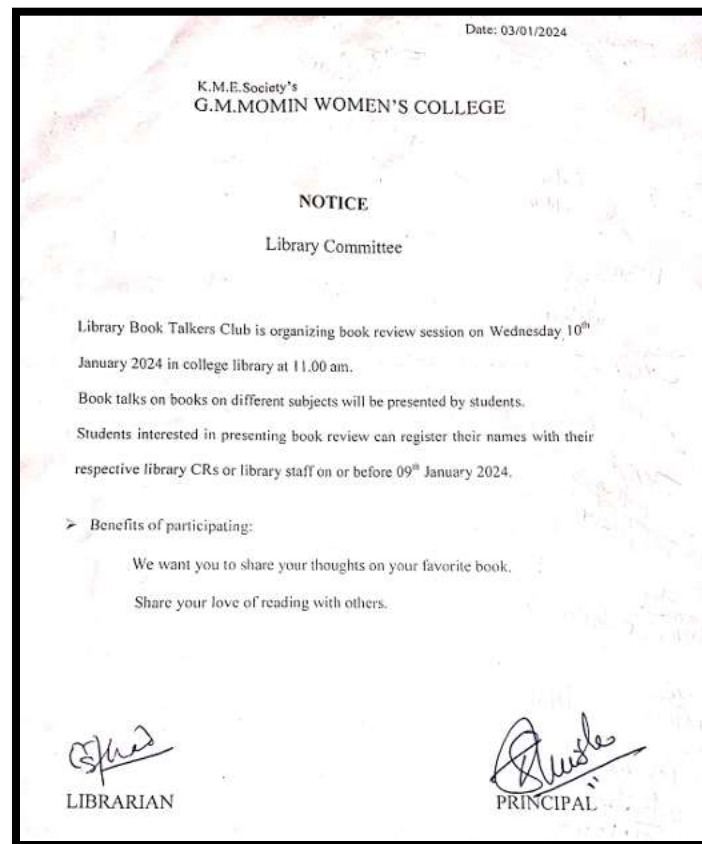 Date: 03/01/2024
K.M.E.Society's
G.M.MOMIN WOMEN'S COLLEGE
NOTICE
Library Committee
Library Book Talkers Club is organizing book review session on Wednesday 10th
January 2024 in college library at 11.00 am.
Book talks on books on different subjects will be presented by students.
Students interested in presenting book review can register their names with their
respective library CRs or library staff on or before 09th January 2024.
➢ Benefits of participating:
We want you to share your thoughts on your favorite book.
Share your love of reading with others.
LIBRARIAN
PRINCIPAL